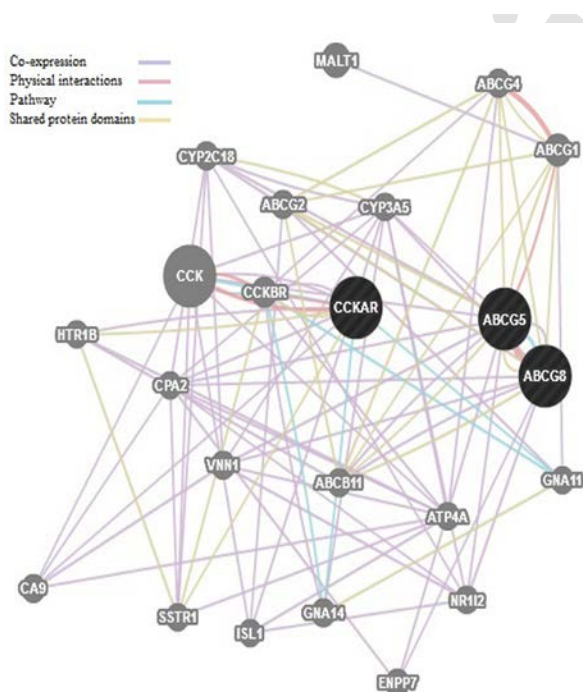 Co-expression
Physical interactions
Pathway
Shared protein domains
MALT1
ABCG4
ABCG1
CYP2C18
ABCG2
CYP3A5
CCK
CCKBR
CCKAR
ABCG5
HTR1B
ABCG8
CPA2
VNN1
ABCB11
GNA11
ATP4A
CA9
SSTR1
ISL1
GNA14
NR1I2
ENPP7